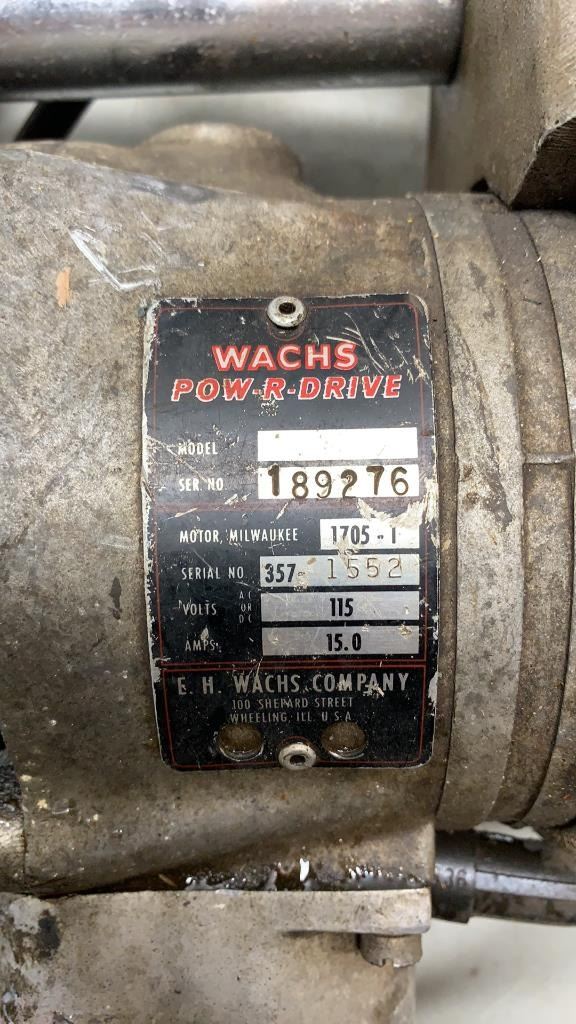 WACHS
POW-R-DRIVE
MODEL
SER NO 189276
MOTOR, MILWAUKEE 1705-1
SERIAL NO 357- 1552
VOLTS AC OR DC 115
AMPS. 15.0
E. H. WACHS COMPANY
100 SHEPARD STREET
WHEELING, ILL. U.S.A.
36